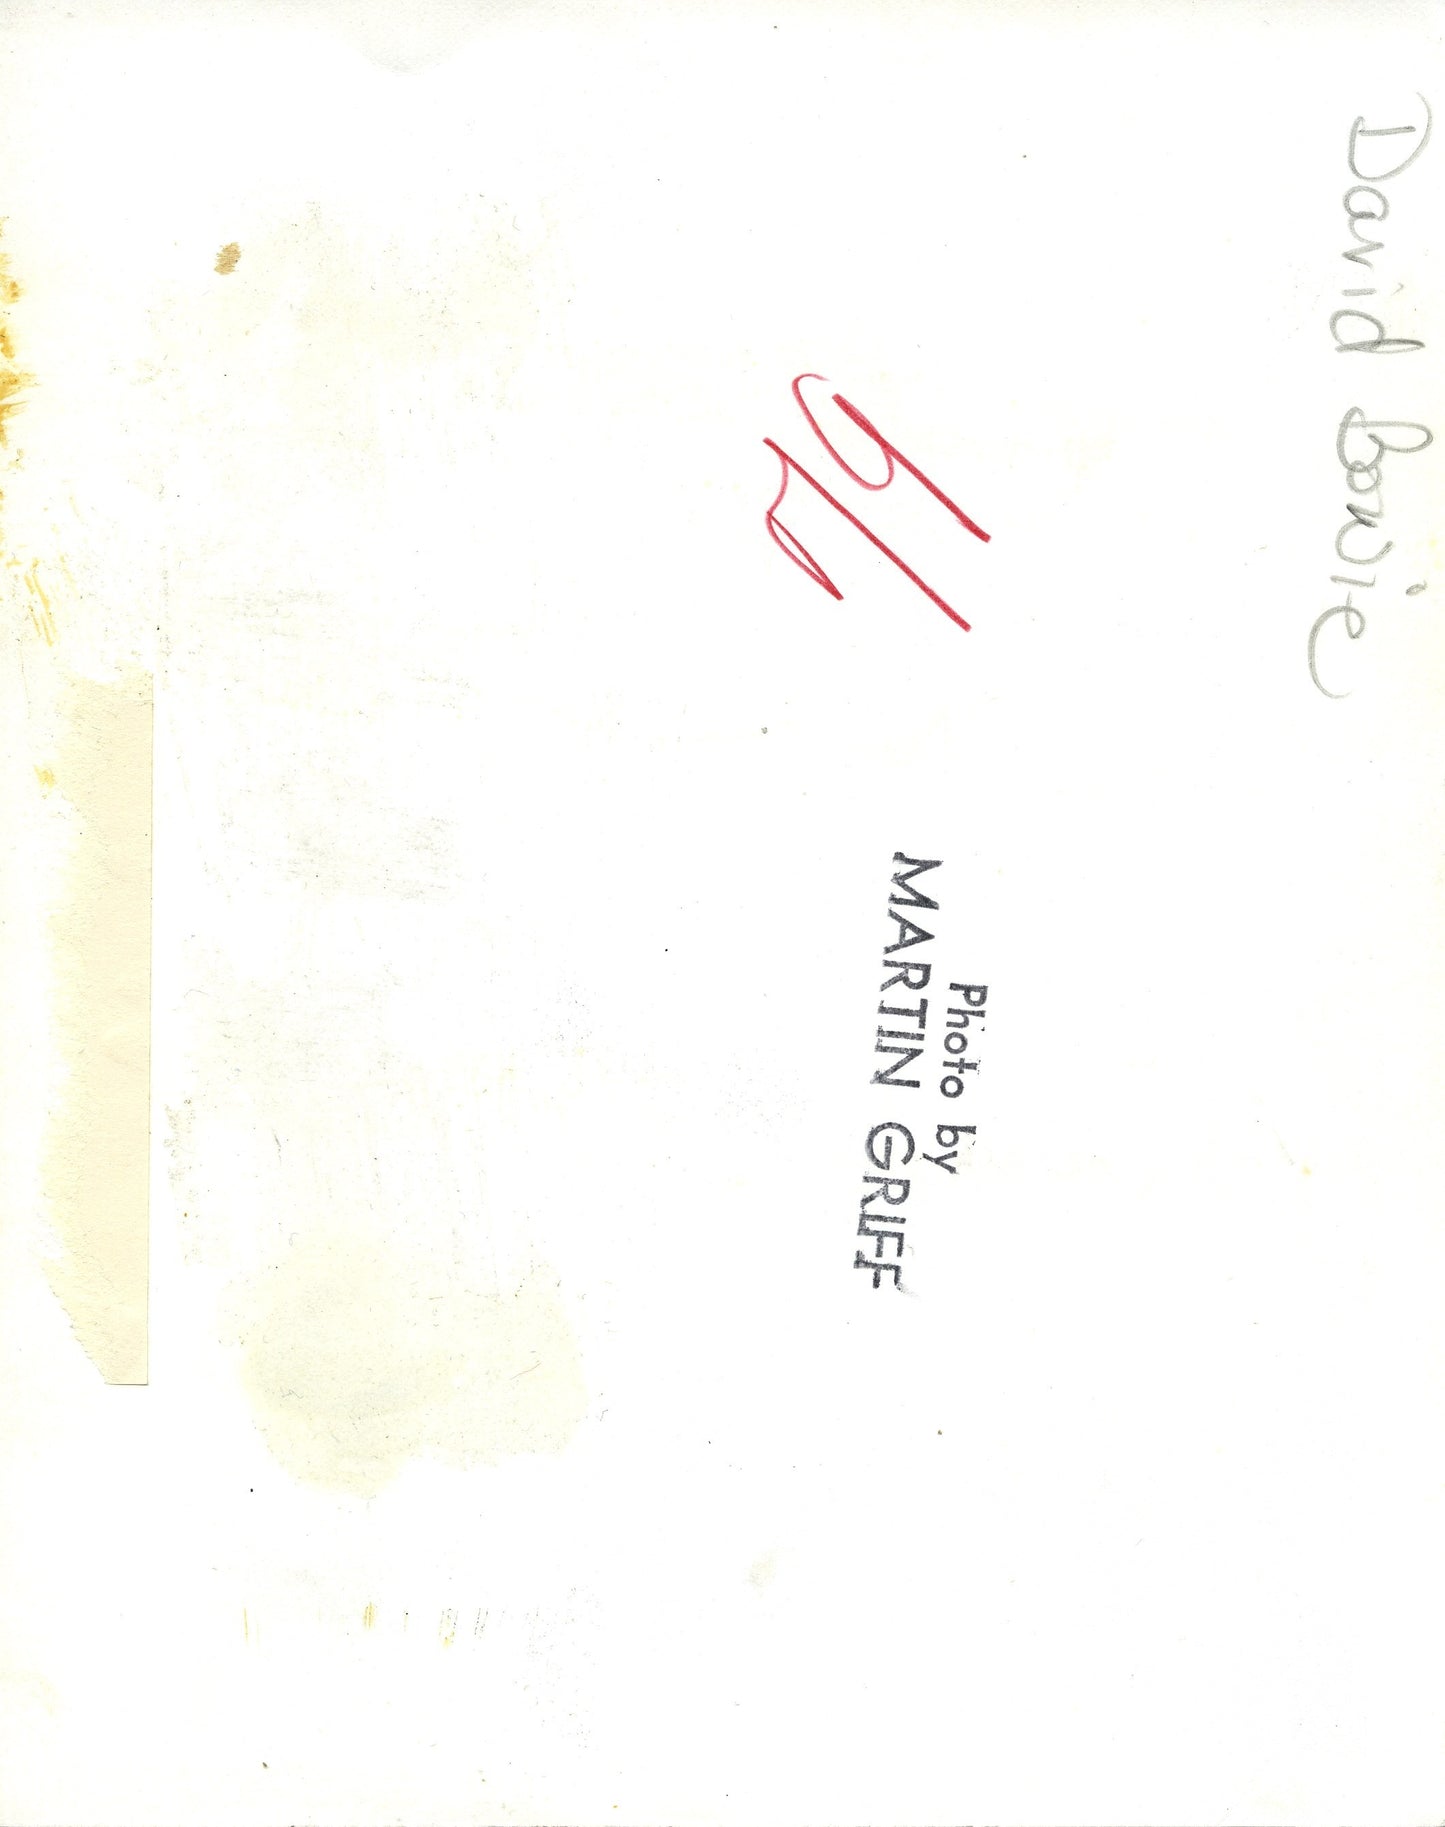 David Bowie
Photo by
MARTIN GRIFF